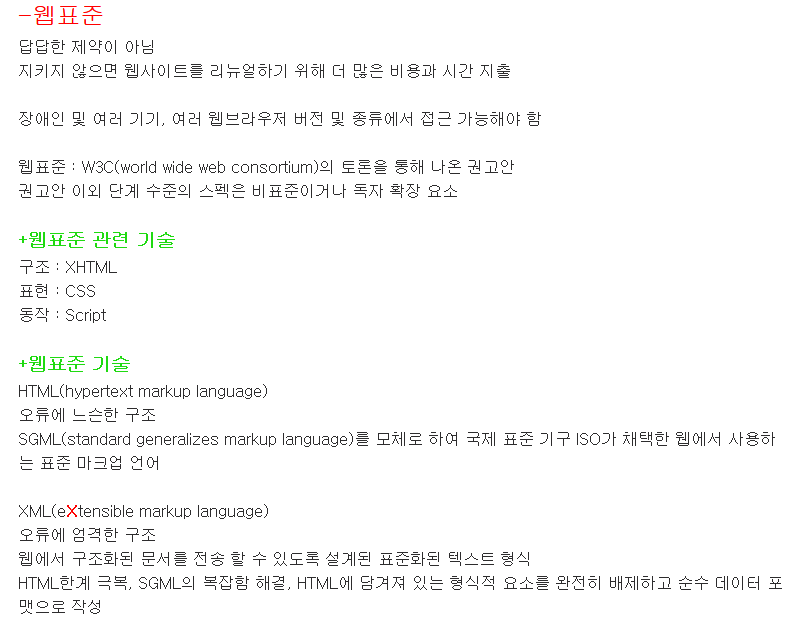 -웹표준
답답한 제약이 아님
지키지 않으면 웹사이트를 리뉴얼하기 위해 더 많은 비용과 시간 지출
장애인 및 여러 기기, 여러 웹브라우저 버전 및 종류에서 접근 가능해야 함
웹표준 : W3C(world wide web consortium)의 토론을 통해 나온 권고안
권고안 이외 단계 수준의 스펙은 비표준이거나 독자 확장 요소
+웹표준 관련 기술
구조 : XHTML
표현 : CSS
동작 : Script
+웹표준 기술
HTML(hypertext markup language)
오류에 느슨한 구조
SGML(standard generalizes markup language)를 모체로 하여 국제 표준 기구 ISO가 채택한 웹에서 사용하
는 표준 마크업 언어
XML(eXtensible markup language)
오류에 엄격한 구조
웹에서 구조화된 문서를 전송 할 수 있도록 설계된 표준화된 텍스트 형식
HTML한계 극복, SGML의 복잡함 해결, HTML에 담겨져 있는 형식적 요소를 완전히 배제하고 순수 데이터 포
맷으로 작성